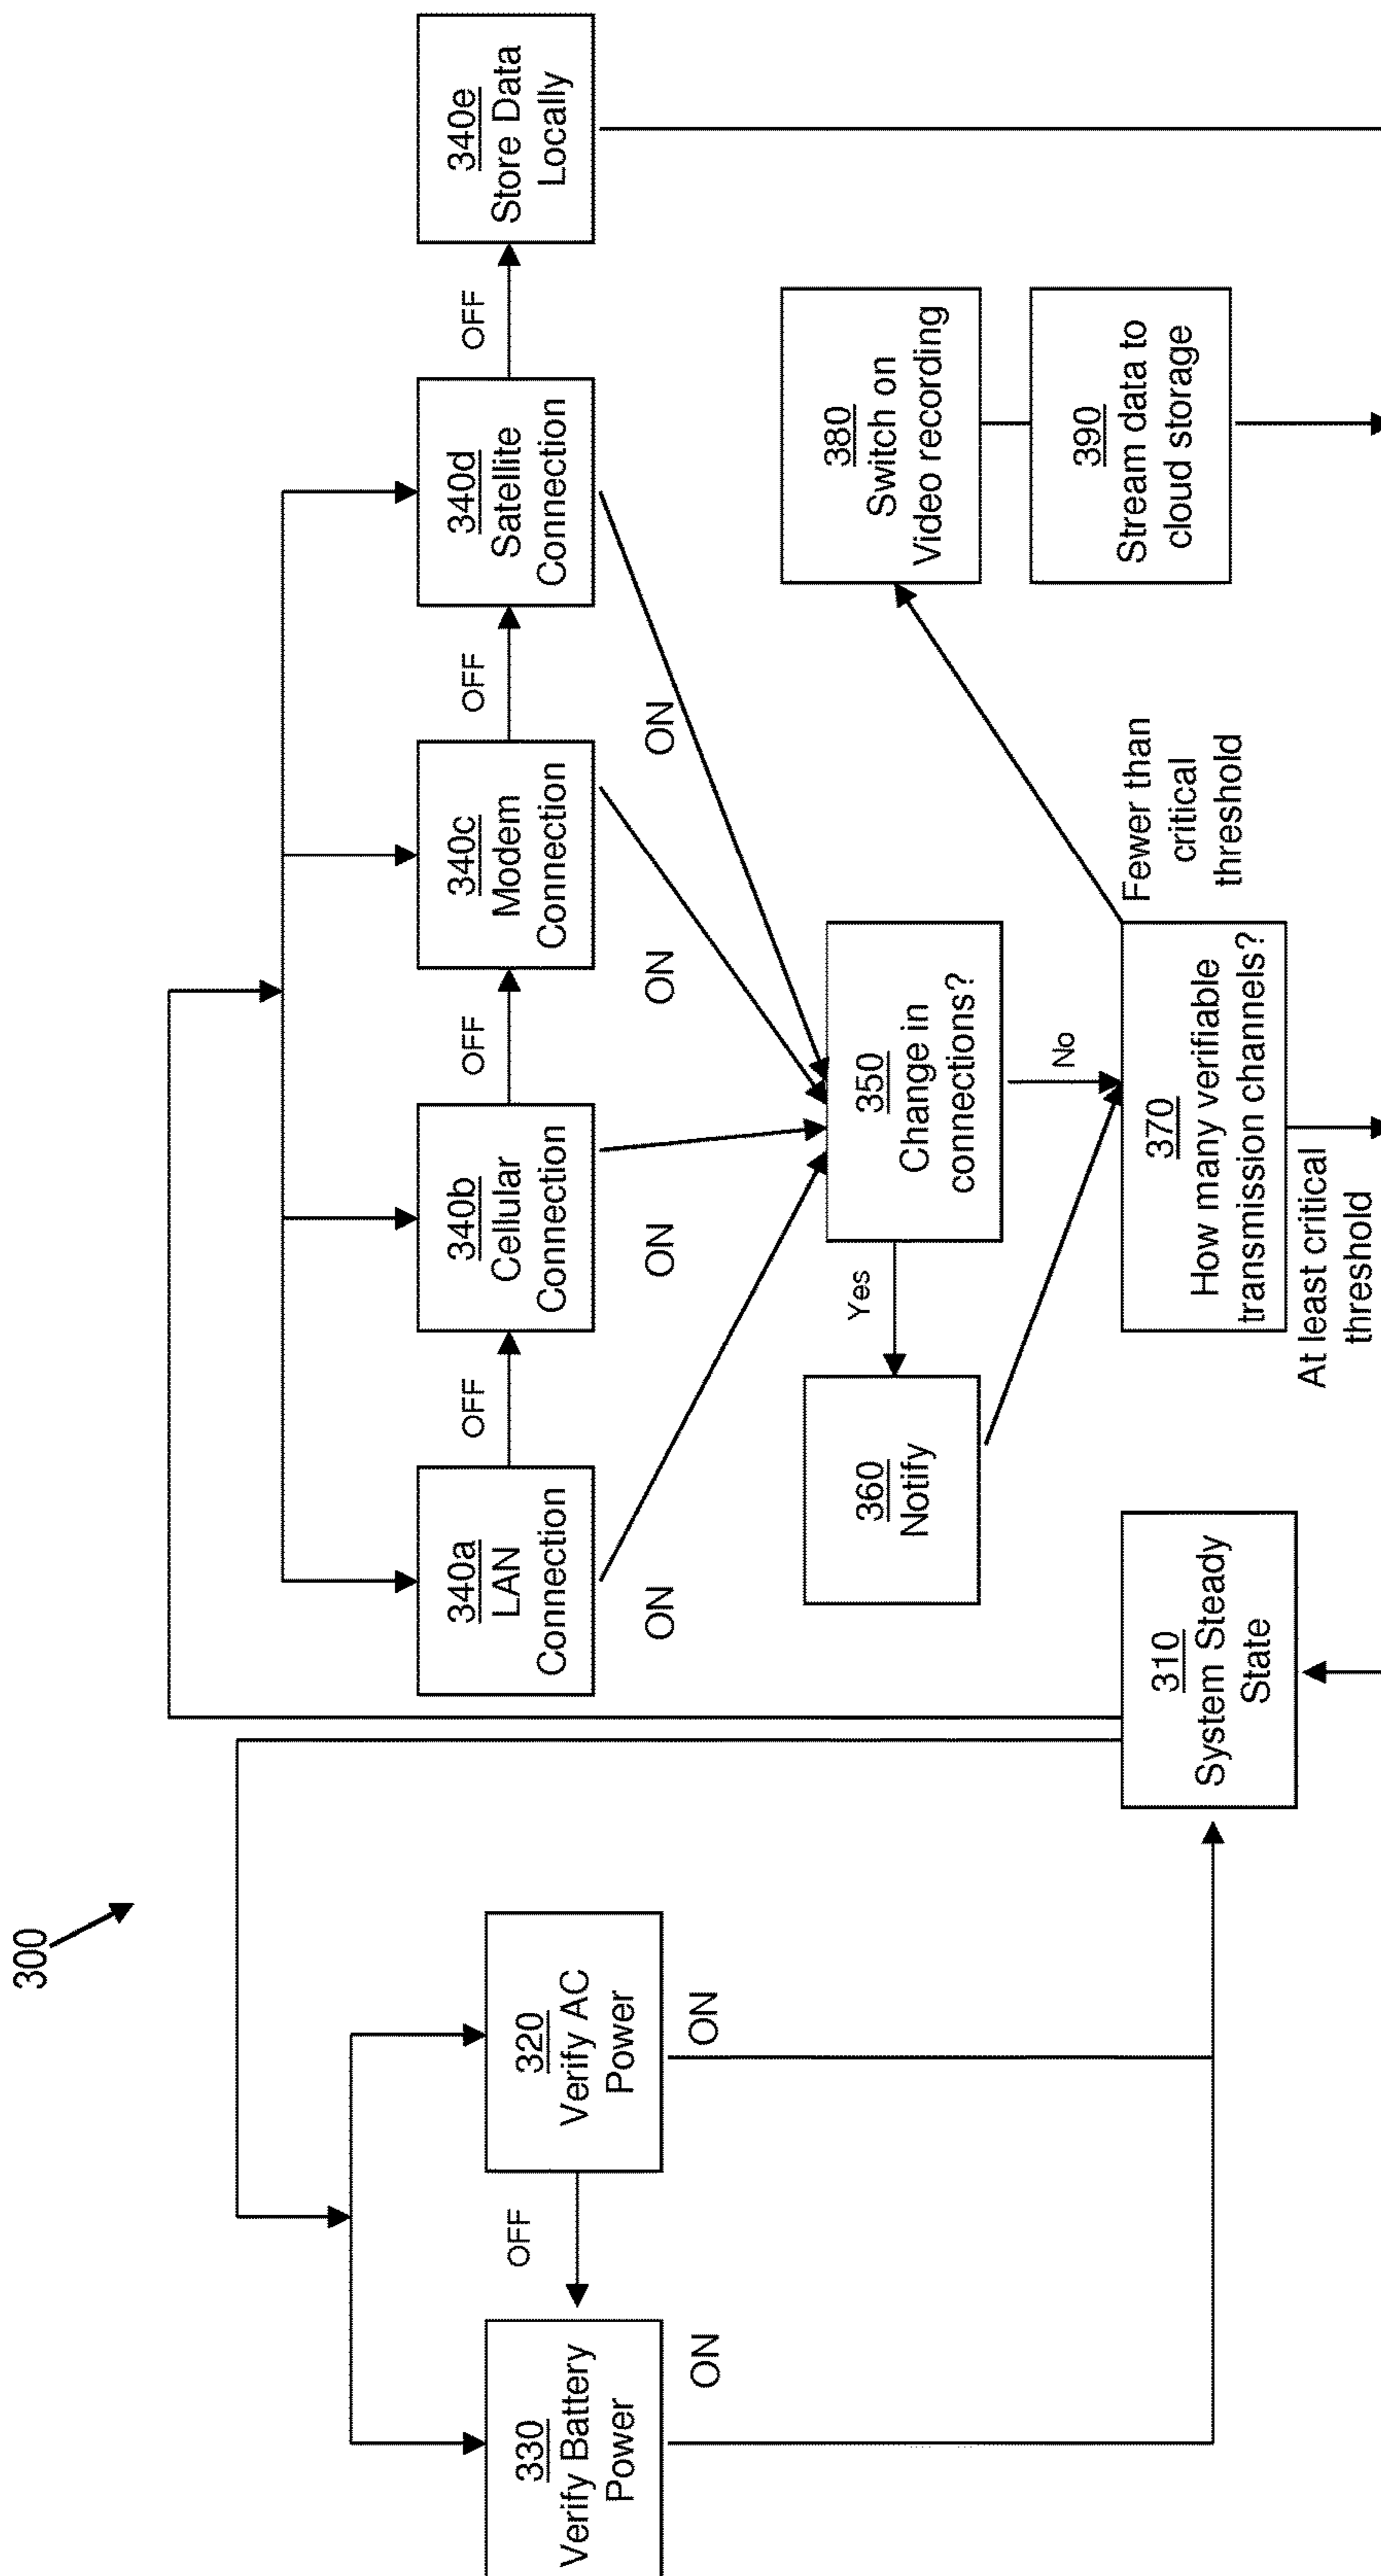 300
330
Verify Battery
Power
OFF
320
Verify AC
Power
ON
ON
310
System Steady
State
340a
LAN
Connection
OFF
340b
Cellular
Connection
OFF
340c
Modem
Connection
OFF
340d
Satellite
Connection
OFF
340e
Store Data
Locally
ON
ON
ON
ON
350
Change in
connections?
Yes
No
360
Notify
370
How many verifiable
transmission channels?
At least critical
threshold
Fewer than
critical
threshold
380
Switch on
Video recording
390
Stream data to
cloud storage